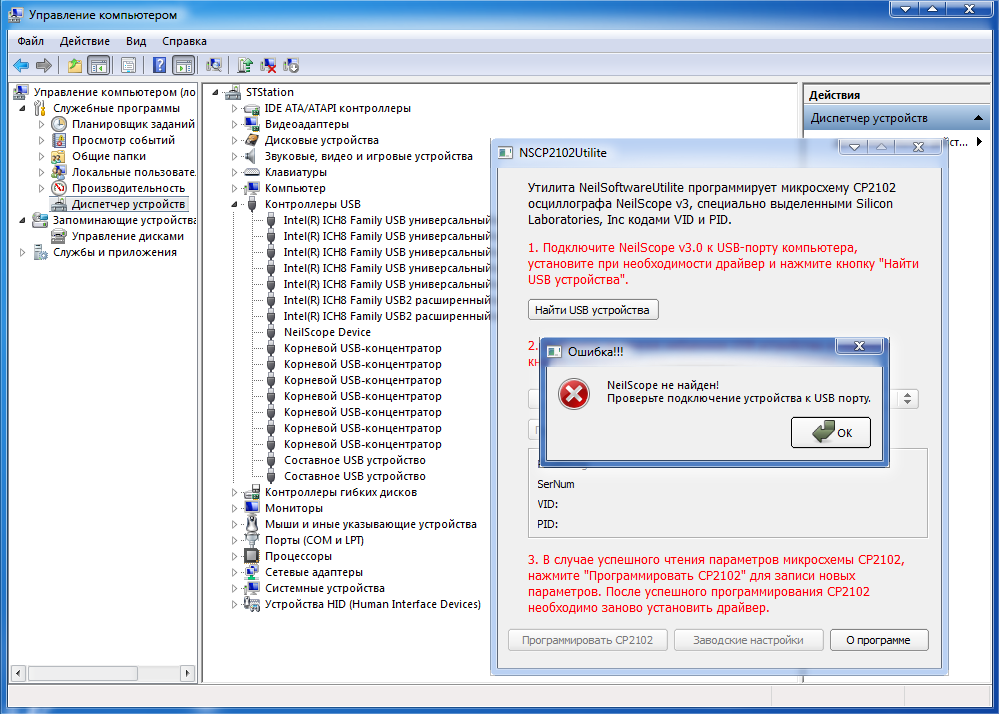 Управление компьютером
Файл Действие Вид Справка
Управление компьютером (ло
Служебные программы
Планировщик заданий
Просмотр событий
Общие папки
Локальные пользовате.
Производительность
Диспетчер устройств
Запоминающие устройства
Управление дисками
Службы и приложения
STStation
IDE ATA/ATAPI контроллеры
Видеоадаптеры
Дисковые устройства
Звуковые, видео и игровые устройства
Клавиатуры
Компьютер
Контроллеры USB
Intel(R) ICH8 Family USB универсальный
Intel(R) ICH8 Family USB универсальный
Intel(R) ICH8 Family USB универсальный
Intel(R) ICH8 Family USB универсальный
Intel(R) ICH8 Family USB универсальный
Intel(R) ICH8 Family USB2 расширенный
Intel(R) ICH8 Family USB2 расширенный
NeilScope Device
Корневой USB-концентратор
Корневой USB-концентратор
Корневой USB-концентратор
Корневой USB-концентратор
Корневой USB-концентратор
Корневой USB-концентратор
Корневой USB-концентратор
Составное USB устройство
Составное USB устройство
Контроллеры гибких дисков
Мониторы
Мыши и иные указывающие устройства
Порты (COM и LPT)
Процессоры
Сетевые адаптеры
Системные устройства
Устройства HID (Human Interface Devices)
Действия
Диспетчер устройств
ст...
NSCP2102Utilite
Утилита NeilSoftwareUtilite программирует микросхему CP2102
осциллографа NeilScope v3, специально выделенными Silicon
Laboratories, Inc кодами VID и PID.
1. Подключите NeilScope v3.0 к USB-порту компьютера,
установите при необходимости драйвер и нажмите кнопку "Найти
USB устройства".
Найти USB устройства
2.
Ошибка!!!
NeilScope не найден!
Проверьте подключение устройства к USB порту.
OK
SerNum
VID:
PID:
3. В случае успешного чтения параметров микросхемы CP2102,
нажмите "Программировать CP2102" для записи новых
параметров. После успешного программирования CP2102
необходимо заново установить драйвер.
Программировать CP2102
Заводские настройки
О программе